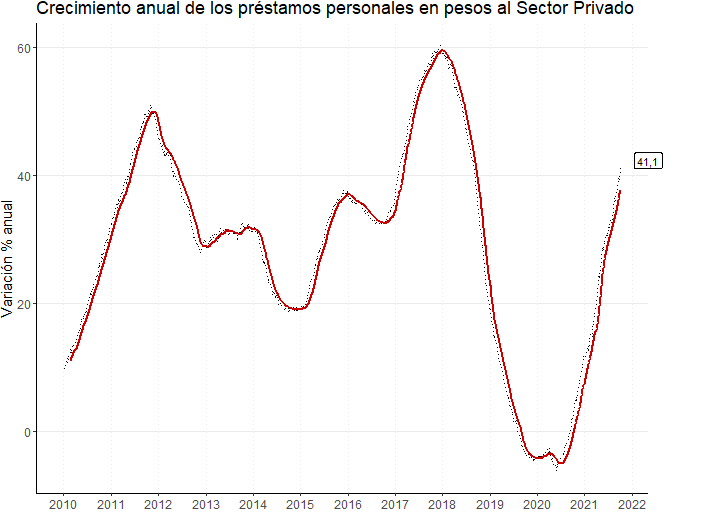 Crecimiento anual de los préstamos personales en pesos al Sector Privado
Variación % anual
60
40
20
0
41,1
2010 2011 2012 2013 2014 2015 2016 2017 2018 2019 2020 2021 2022